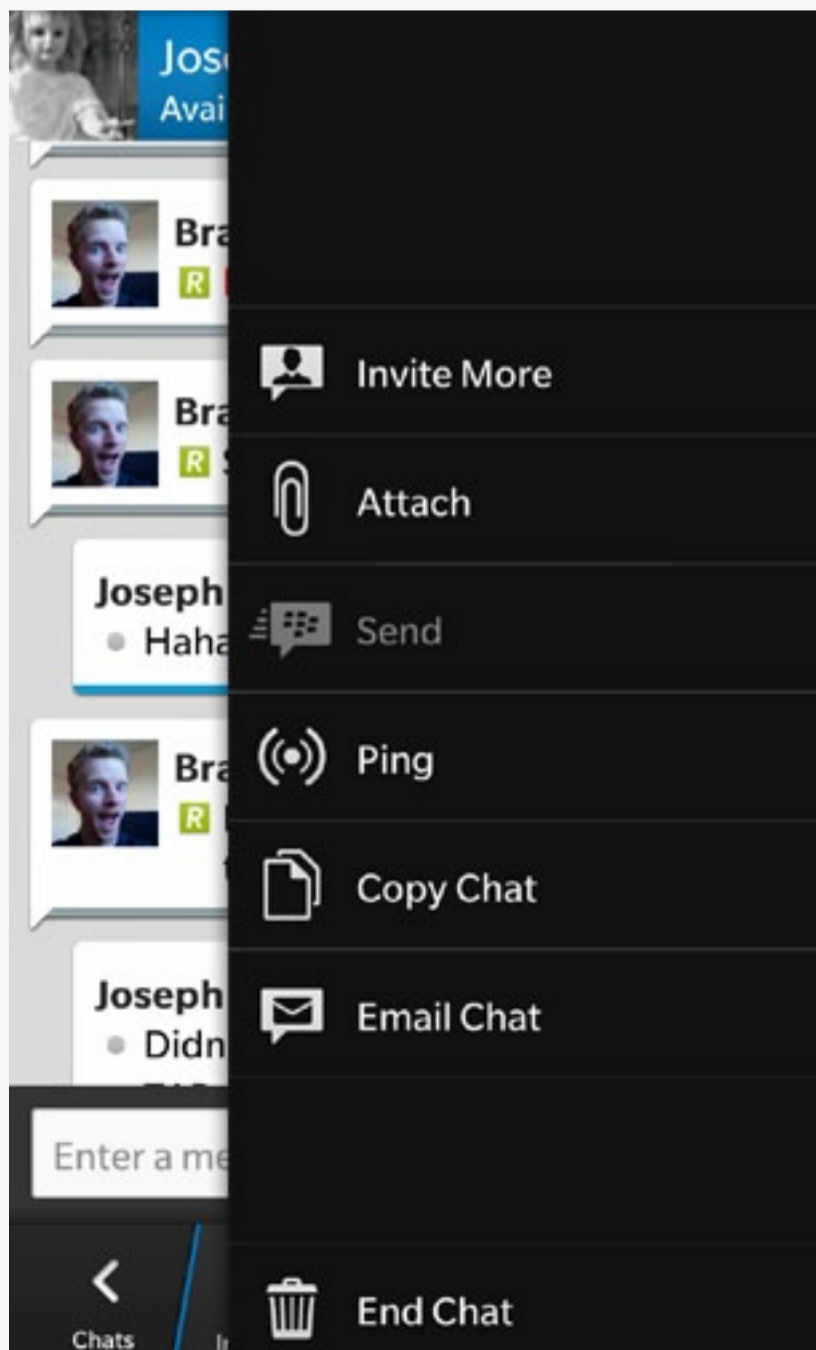 Jos
Avai
Bra
R
Bra
R S
Joseph
Haha
Bra
R
Joseph
Didn
Enter a me
Chats
Invite More
Attach
Send
Ping
Copy Chat
Email Chat
End Chat